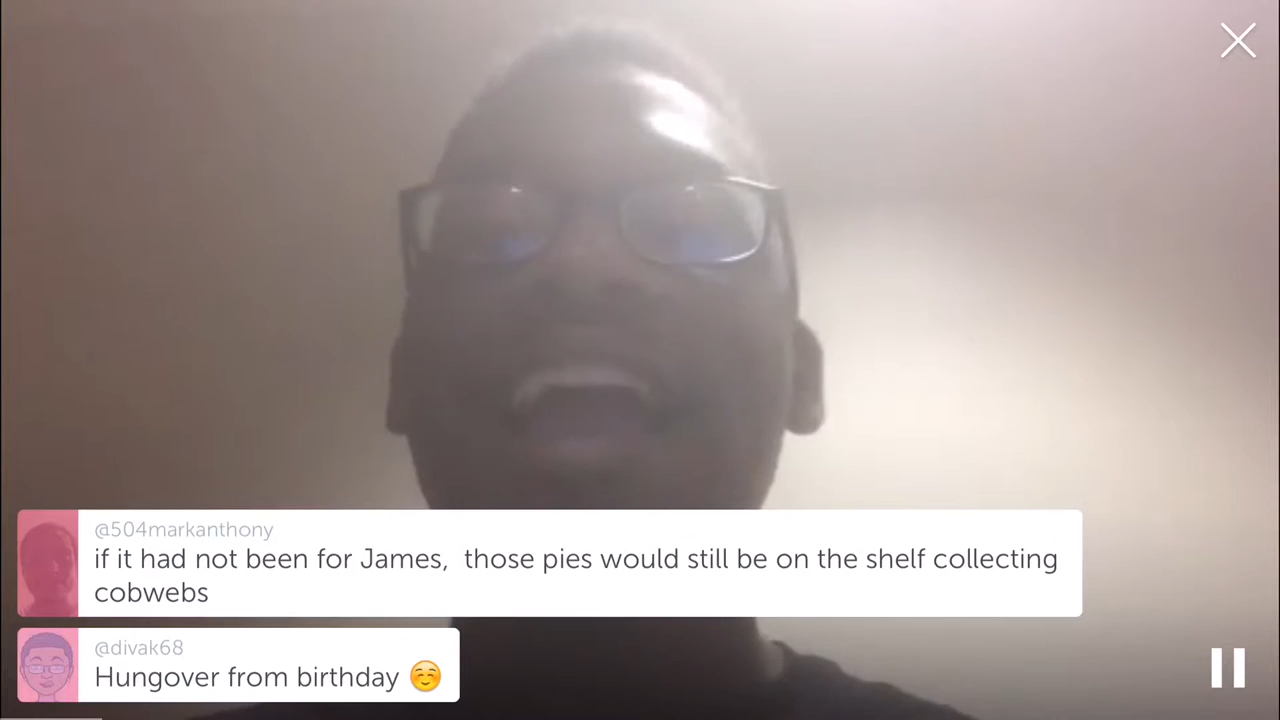 @504markanthony
if it had not been for James,  those pies would still be on the shelf collecting
cobwebs
@divak68
Hungover from birthday ☺️